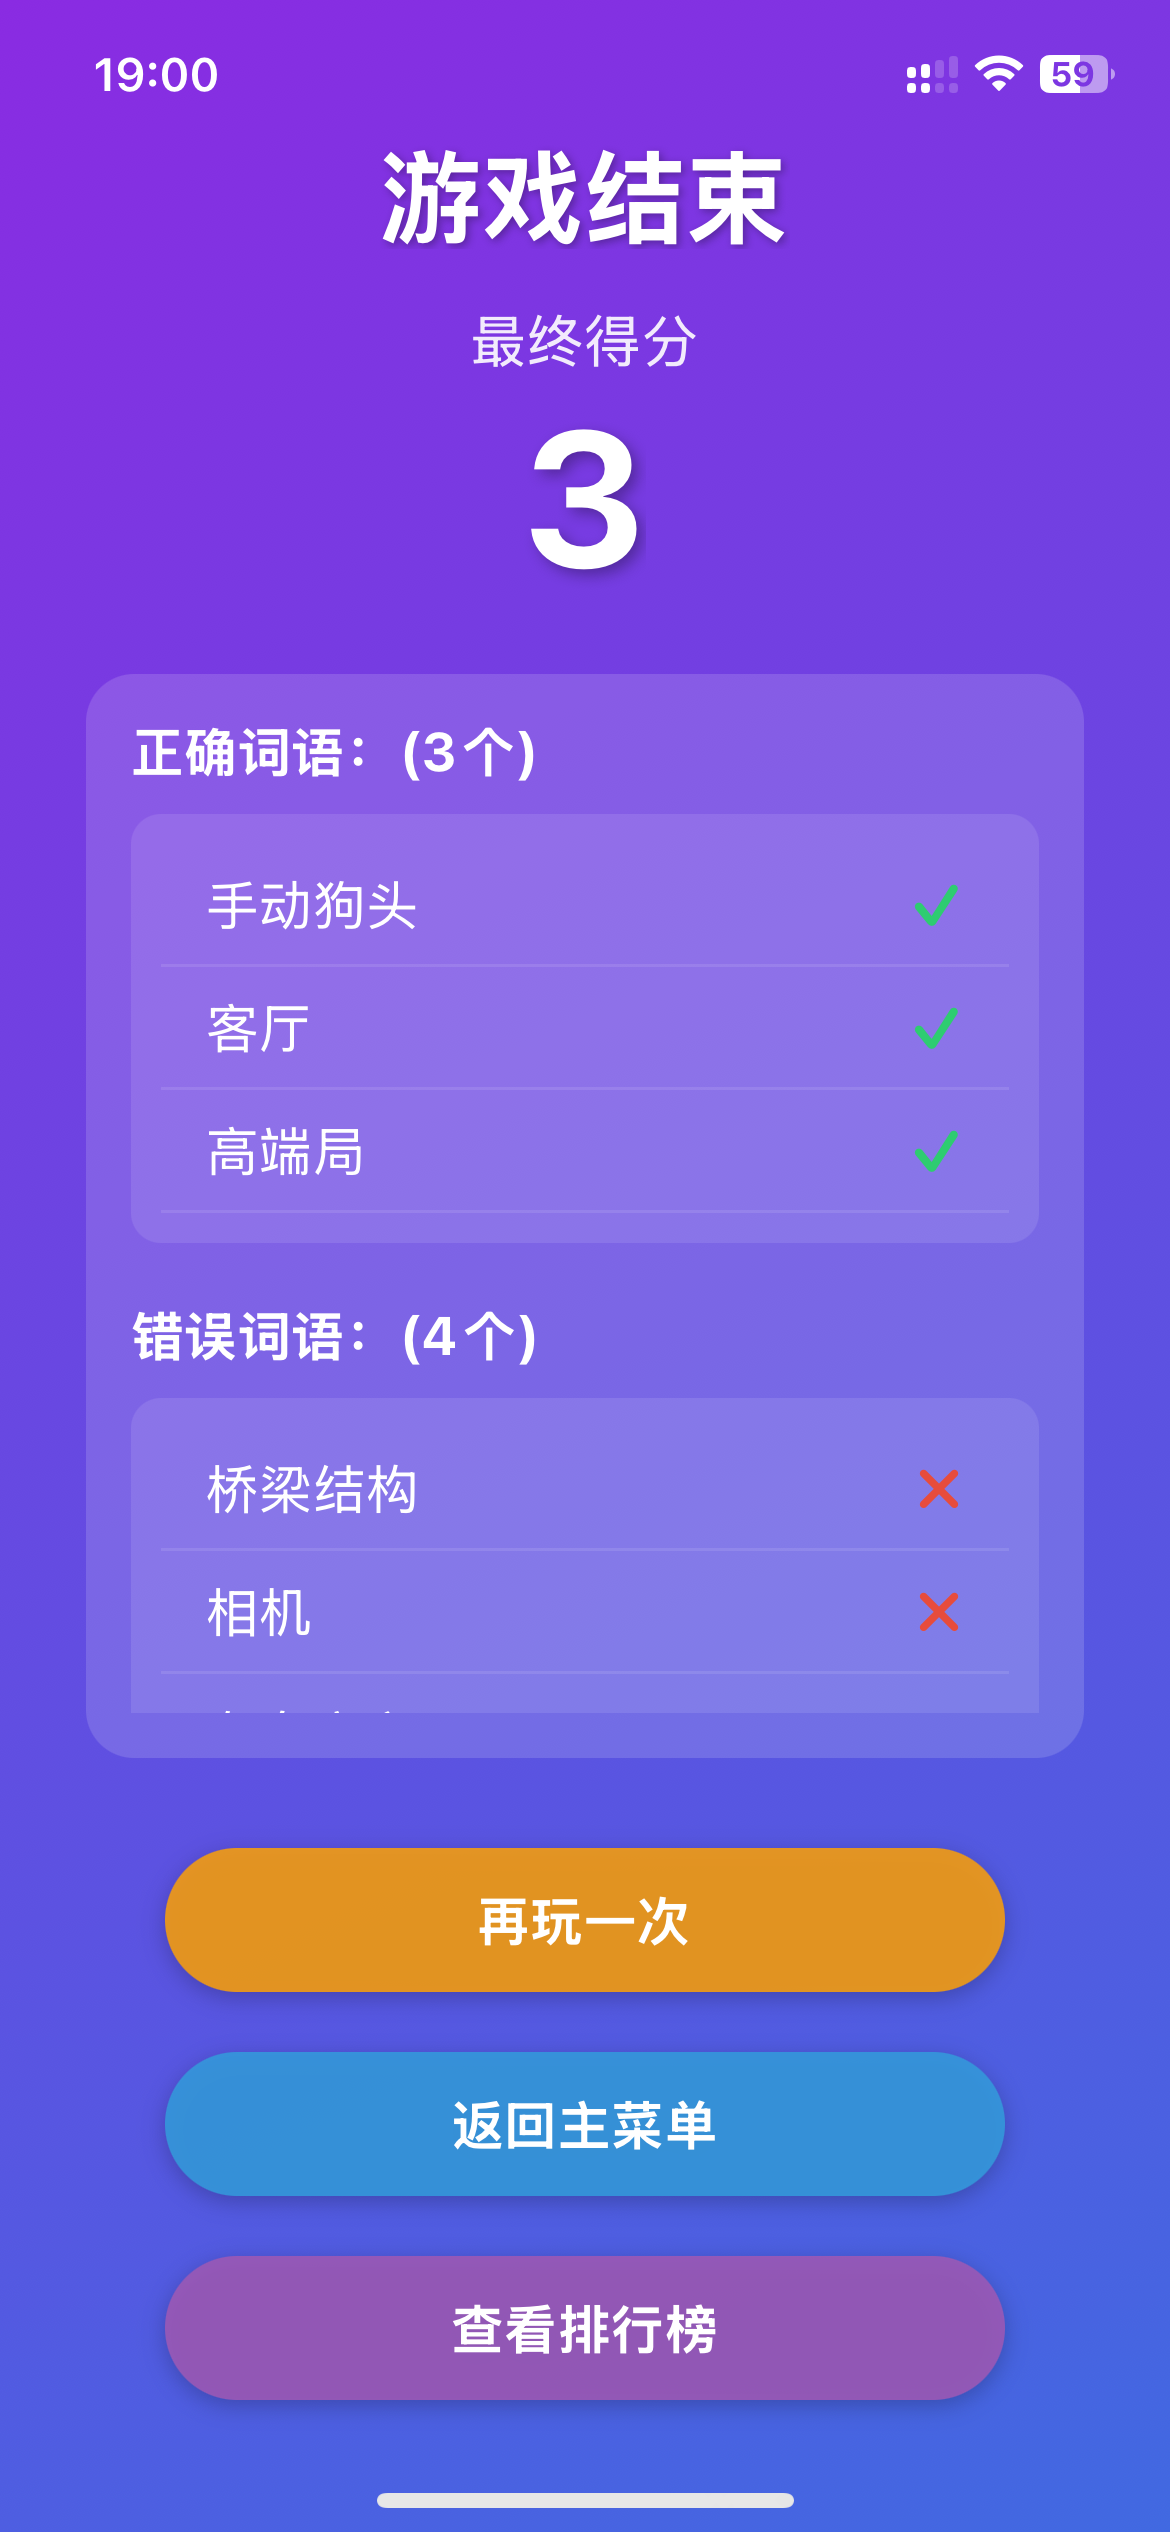 19:00
59
游戏结束
最终得分
3
正确词语：(3个)
手动狗头
客厅
高端局
错误词语：(4个)
桥梁结构
相机
再玩一次
返回主菜单
查看排行榜